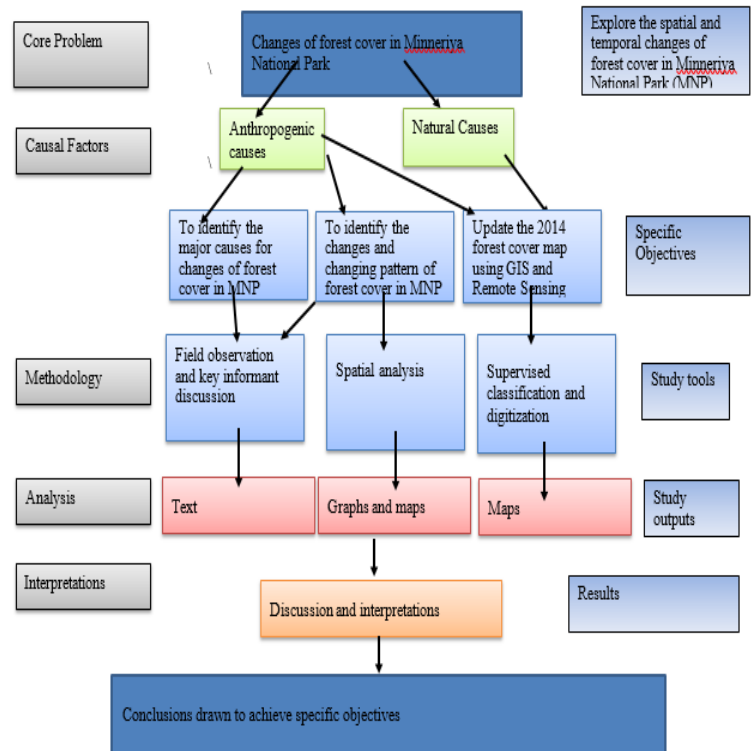 Core Problem
Changes of forest cover in Minneriya
National Park
Explore the spatial and
temporal changes of
forest cover in Minneriya
National Park (MNP)
\
Causal Factors
Anthropogenic
causes
Natural Causes
\
To identify the
major causes for
changes of forest
cover in MNP
To identify the
changes and
changing pattern of
forest cover in MNP
Update the 2014
forest cover map
using GIS and
Remote Sensing
Specific
Objectives
Methodology
Field observation
and key informant
discussion
Spatial analysis
Supervised
classification and
digitization
Study tools
Analysis
Text
Graphs and maps
Maps
Study
outputs
Interpretations
Discussion and interpretations
Results
Conclusions drawn to achieve specific objectives